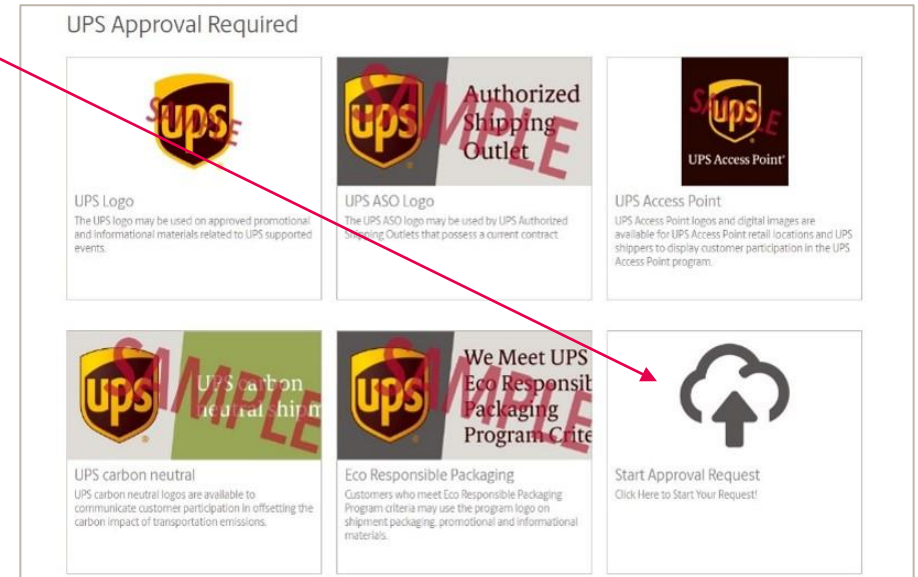 UPS Approval Required
SAMPLE
ups
UPS Logo
The UPS logo may be used on approved promotional
and informational materials related to UPS supported
events.
SAMPLE
ups
Authorized
Shipping
Outlet
UPS ASO Logo
The UPS ASO logo may be used by UPS Authorized
Shipping Outlets that possess a current contract
SAMPLE
ups
UPS Access Point
UPS Access Point
UPS Access Point logos and digital images are
available for UPS Access Point retail locations and UPS
shippers to display customer participation in the UPS
Access Point program.
SAMPLE
ups
UPS carbon
neutral shipm
UPS carbon neutral
UPS carbon neutral logos are available to
communicate customer participation in offsetting the
carbon impact of transportation emissions.
SAMPLE
ups
We Meet UPS
Eco Responsib
Packaging
Program Crite
Eco Responsible Packaging
Customers who meet Eco Responsible Packaging
Program criteria may use the program logo on
shipment packaging, promotional and informational
materials.
Start Approval Request
Click Here to Start Your Request!